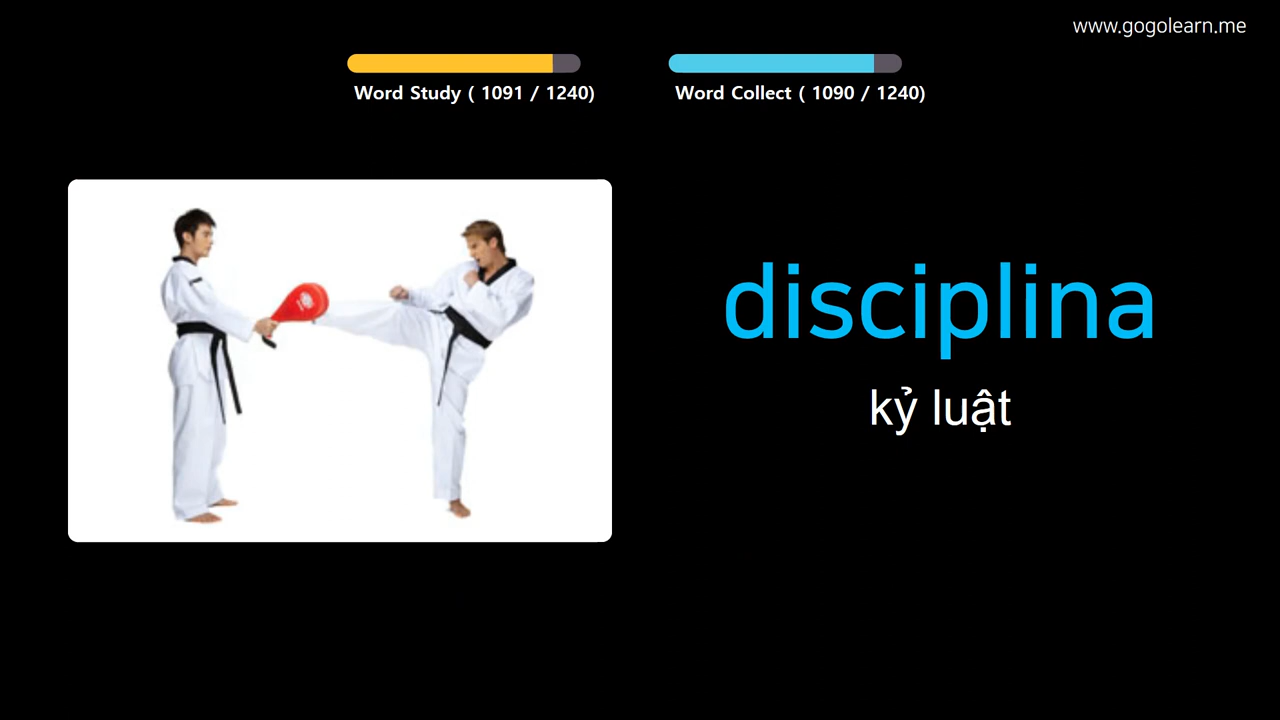 www.gogolearn.me
Word Study ( 1091 / 1240)
Word Collect ( 1090 / 1240)
disciplina
kỷ luật